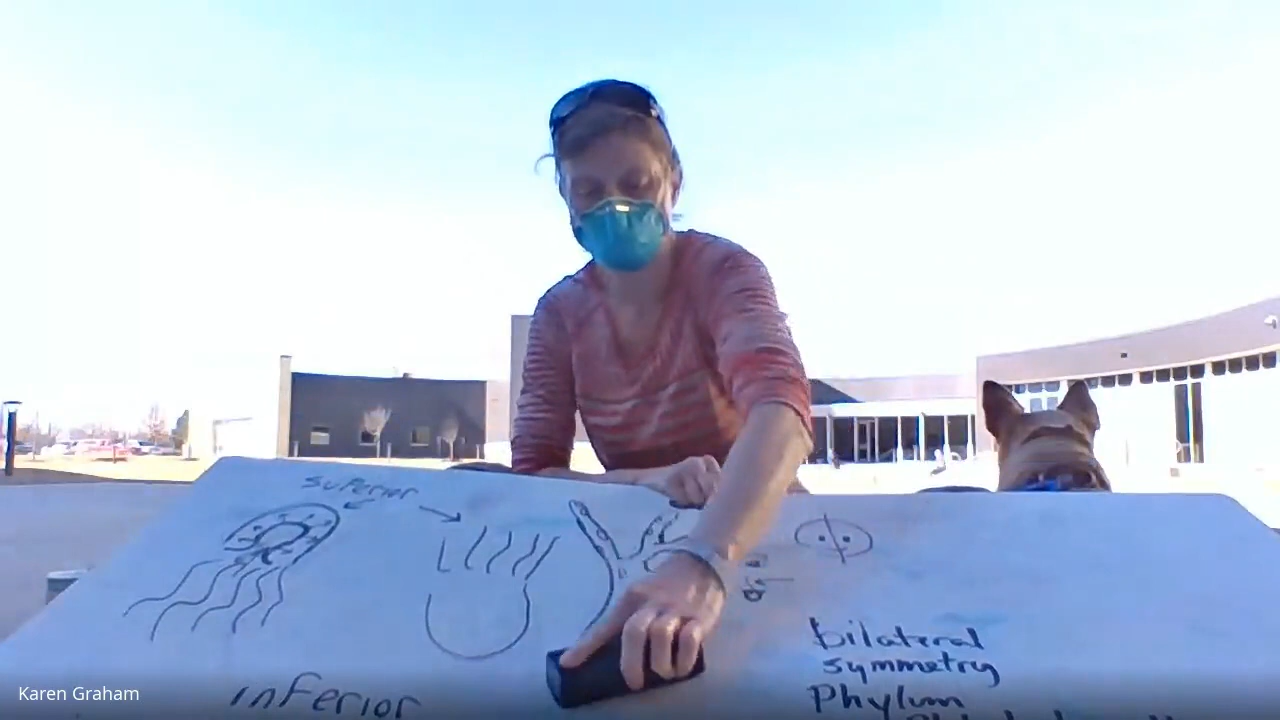 superior
inferior
bilateral
symmetry
Phylum
Karen Graham